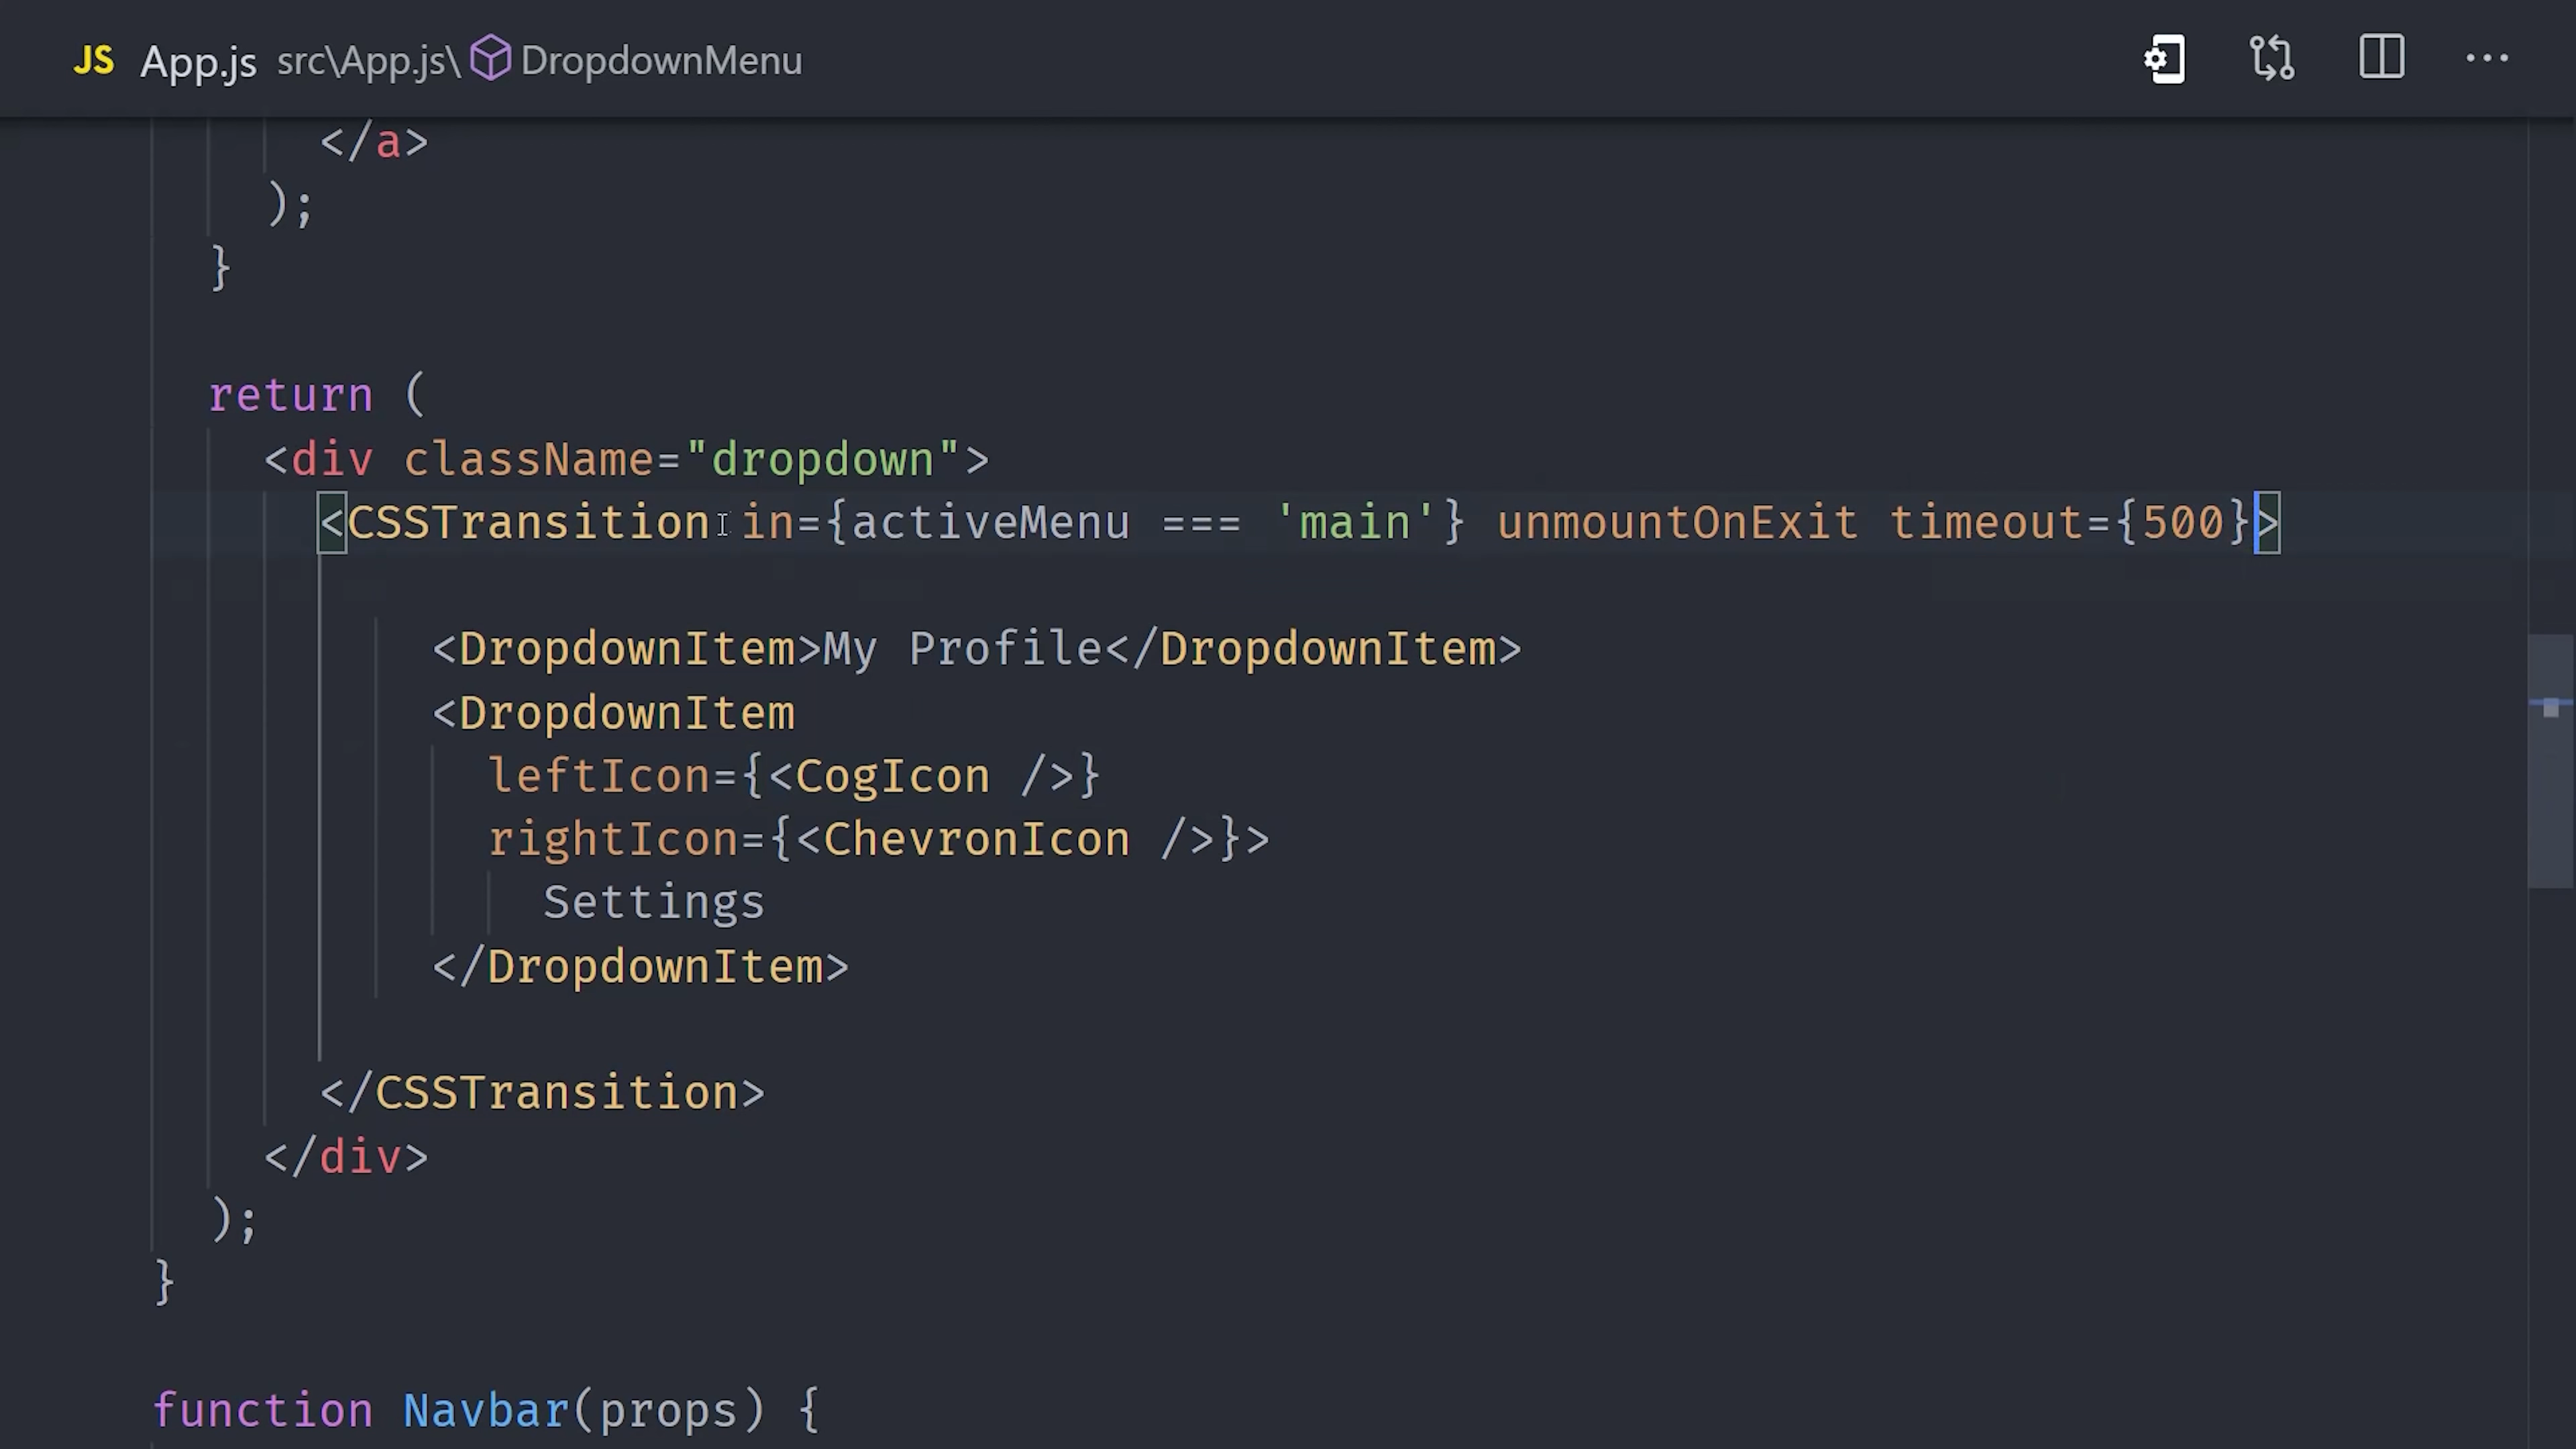 JS App.js src\App.js\ DropdownMenu ...
</a>
);
}
return (
<div className="dropdown">
<CSSTransition in={activeMenu === 'main'} unmountOnExit timeout={500}>
<DropdownItem>My Profile</DropdownItem>
<DropdownItem
leftIcon={<CogIcon />}
rightIcon={<ChevronIcon />}>
Settings
</DropdownItem>
</CSSTransition>
</div>
);
}
function Navbar(props) {